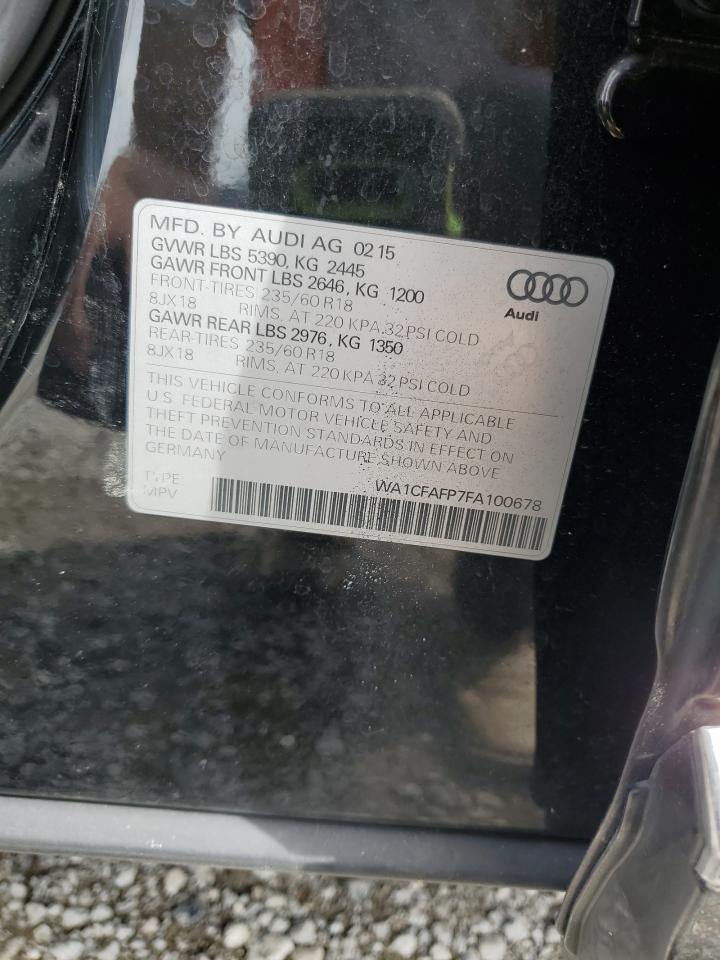 MFD. BY AUDI AG 02 15
GVWR LBS 5390, KG 2445
GAWR FRONT LBS 2646, KG 1200
FRONT-TIRES 235/60 R18
8JX18 RIMS, AT 220 KPA 32 PSI COLD
GAWR REAR LBS 2976, KG 1350
REAR-TIRES 235/60 R18
8JX18 RIMS, AT 220 KPA 32 PSI COLD
Audi
THIS VEHICLE CONFORMS TO ALL APPLICABLE
U.S. FEDERAL MOTOR VEHICLE SAFETY AND
THEFT PREVENTION STANDARDS IN EFFECT ON
THE DATE OF MANUFACTURE SHOWN ABOVE.
GERMANY
TYPE WA1CFAFP7FA100678
MPV